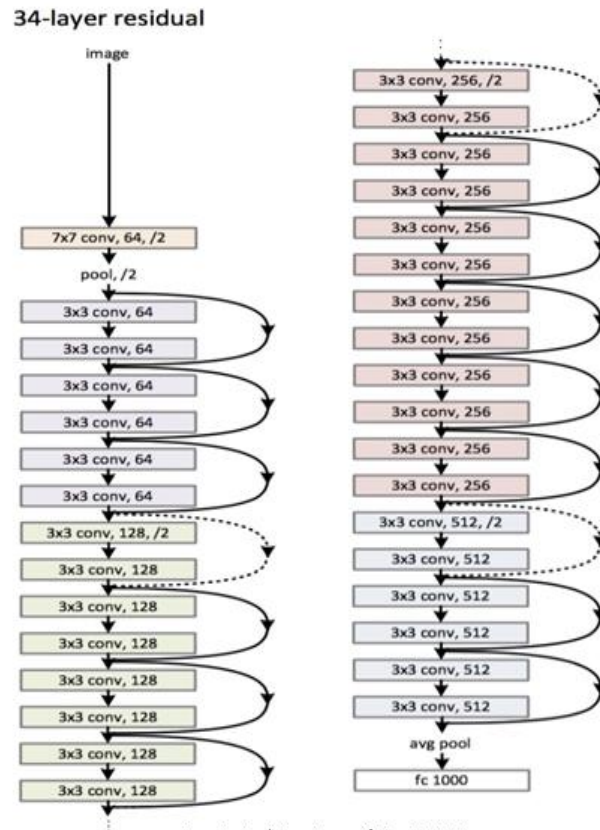 34-layer residual
image
7x7 conv, 64, /2
pool, /2
3x3 conv, 64
3x3 conv, 64
3x3 conv, 64
3x3 conv, 64
3x3 conv, 64
3x3 conv, 64
3x3 conv, 128, /2
3x3 conv, 128
3x3 conv, 128
3x3 conv, 128
3x3 conv, 128
3x3 conv, 128
3x3 conv, 128
3x3 conv, 128
3x3 conv, 256, /2
3x3 conv, 256
3x3 conv, 256
3x3 conv, 256
3x3 conv, 256
3x3 conv, 256
3x3 conv, 256
3x3 conv, 256
3x3 conv, 256
3x3 conv, 256
3x3 conv, 256
3x3 conv, 256
3x3 conv, 512, /2
3x3 conv, 512
3x3 conv, 512
3x3 conv, 512
3x3 conv, 512
3x3 conv, 512
avg pool
fc 1000